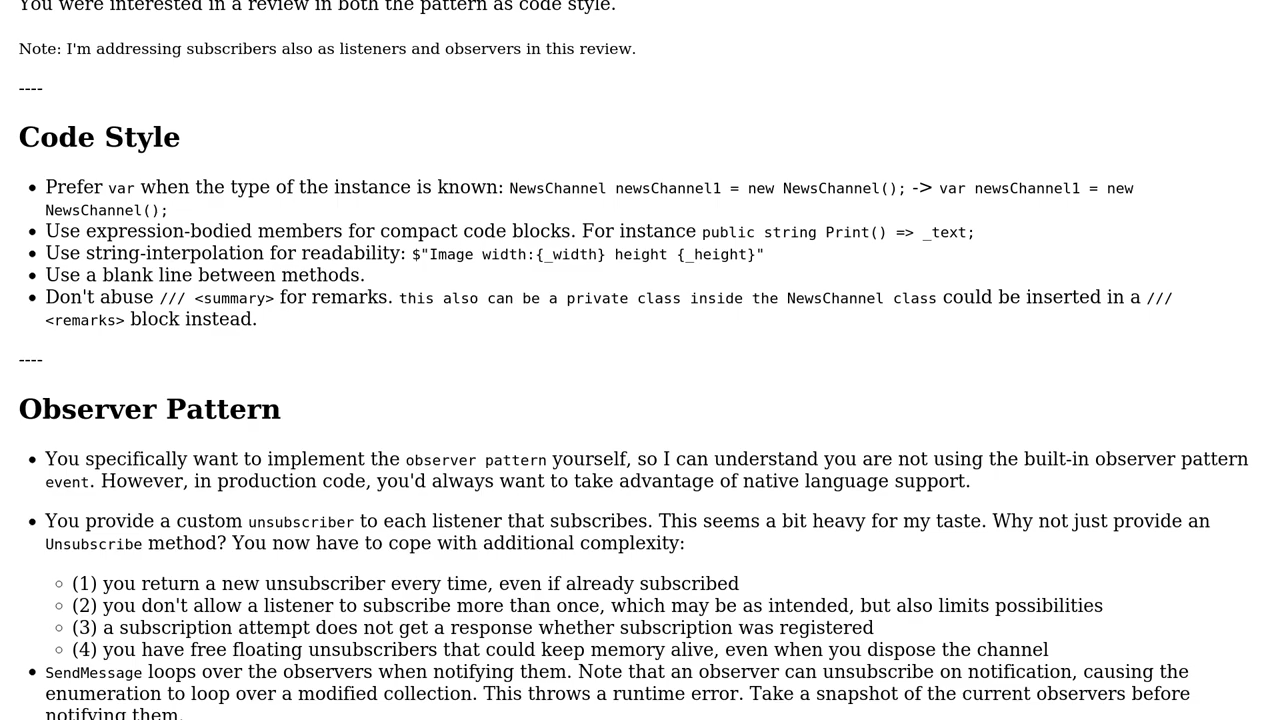 You were interested in a review in both the pattern as code style.
Note: I'm addressing subscribers also as listeners and observers in this review.
----
Code Style
• Prefer var when the type of the instance is known: NewsChannel newsChannel1 = new NewsChannel(); -> var newsChannel1 = new
NewsChannel();
• Use expression-bodied members for compact code blocks. For instance public string Print() => _text;
• Use string-interpolation for readability: $"Image width:{_width} height {_height}"
• Use a blank line between methods.
• Don't abuse /// <summary> for remarks. this also can be a private class inside the NewsChannel class could be inserted in a ///
<remarks> block instead.
----
Observer Pattern
• You specifically want to implement the observer pattern yourself, so I can understand you are not using the built-in observer pattern
event. However, in production code, you'd always want to take advantage of native language support.
• You provide a custom unsubscriber to each listener that subscribes. This seems a bit heavy for my taste. Why not just provide an
Unsubscribe method? You now have to cope with additional complexity:
◦ (1) you return a new unsubscriber every time, even if already subscribed
◦ (2) you don't allow a listener to subscribe more than once, which may be as intended, but also limits possibilities
◦ (3) a subscription attempt does not get a response whether subscription was registered
◦ (4) you have free floating unsubscribers that could keep memory alive, even when you dispose the channel
• SendMessage loops over the observers when notifying them. Note that an observer can unsubscribe on notification, causing the
enumeration to loop over a modified collection. This throws a runtime error. Take a snapshot of the current observers before
notifying them.